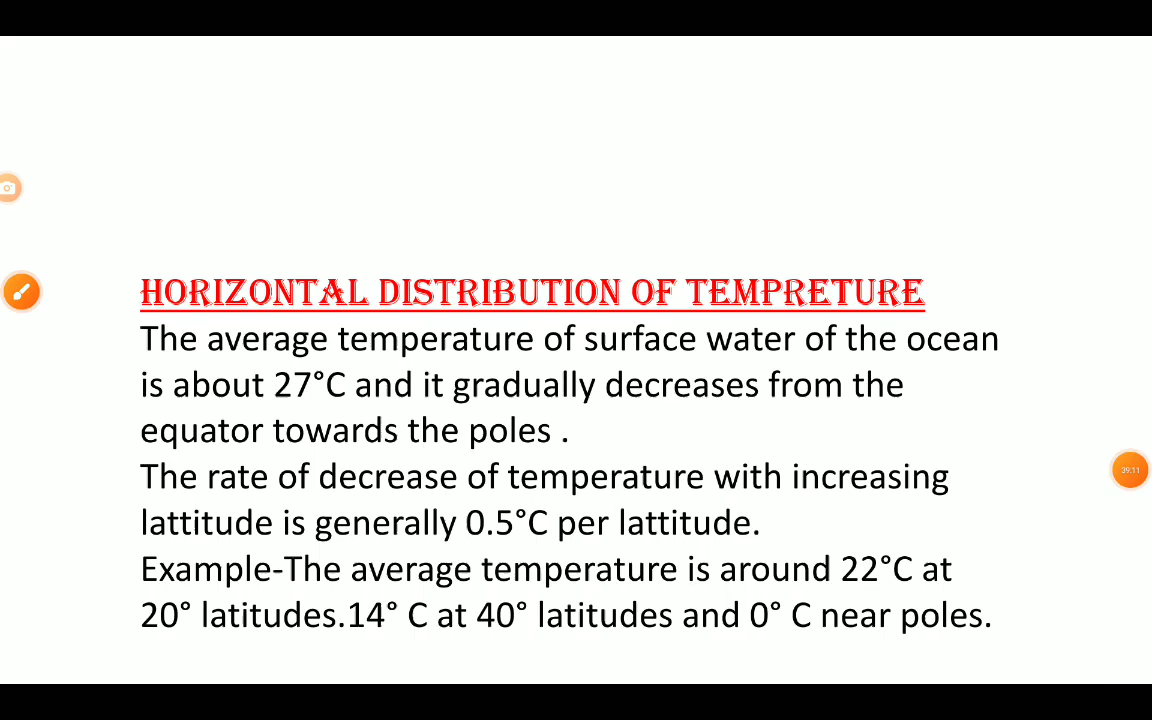 HORIZONTAL DISTRIBUTION OF TEMPRETURE
The average temperature of surface water of the ocean
is about 27°C and it gradually decreases from the
equator towards the poles .
The rate of decrease of temperature with increasing
lattitude is generally 0.5°C per lattitude.
Example-The average temperature is around 22°C at
20° latitudes.14° C at 40° latitudes and 0° C near poles.
39:11